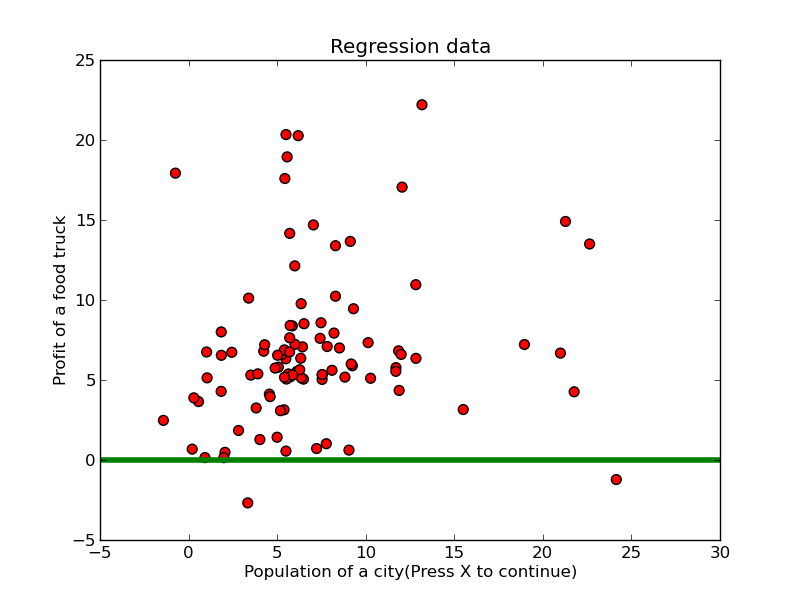 Regression data
25
20
15
10
5
0
−5
Profit of a food truck
−5 0 5 10 15 20 25 30
Population of a city(Press X to continue)